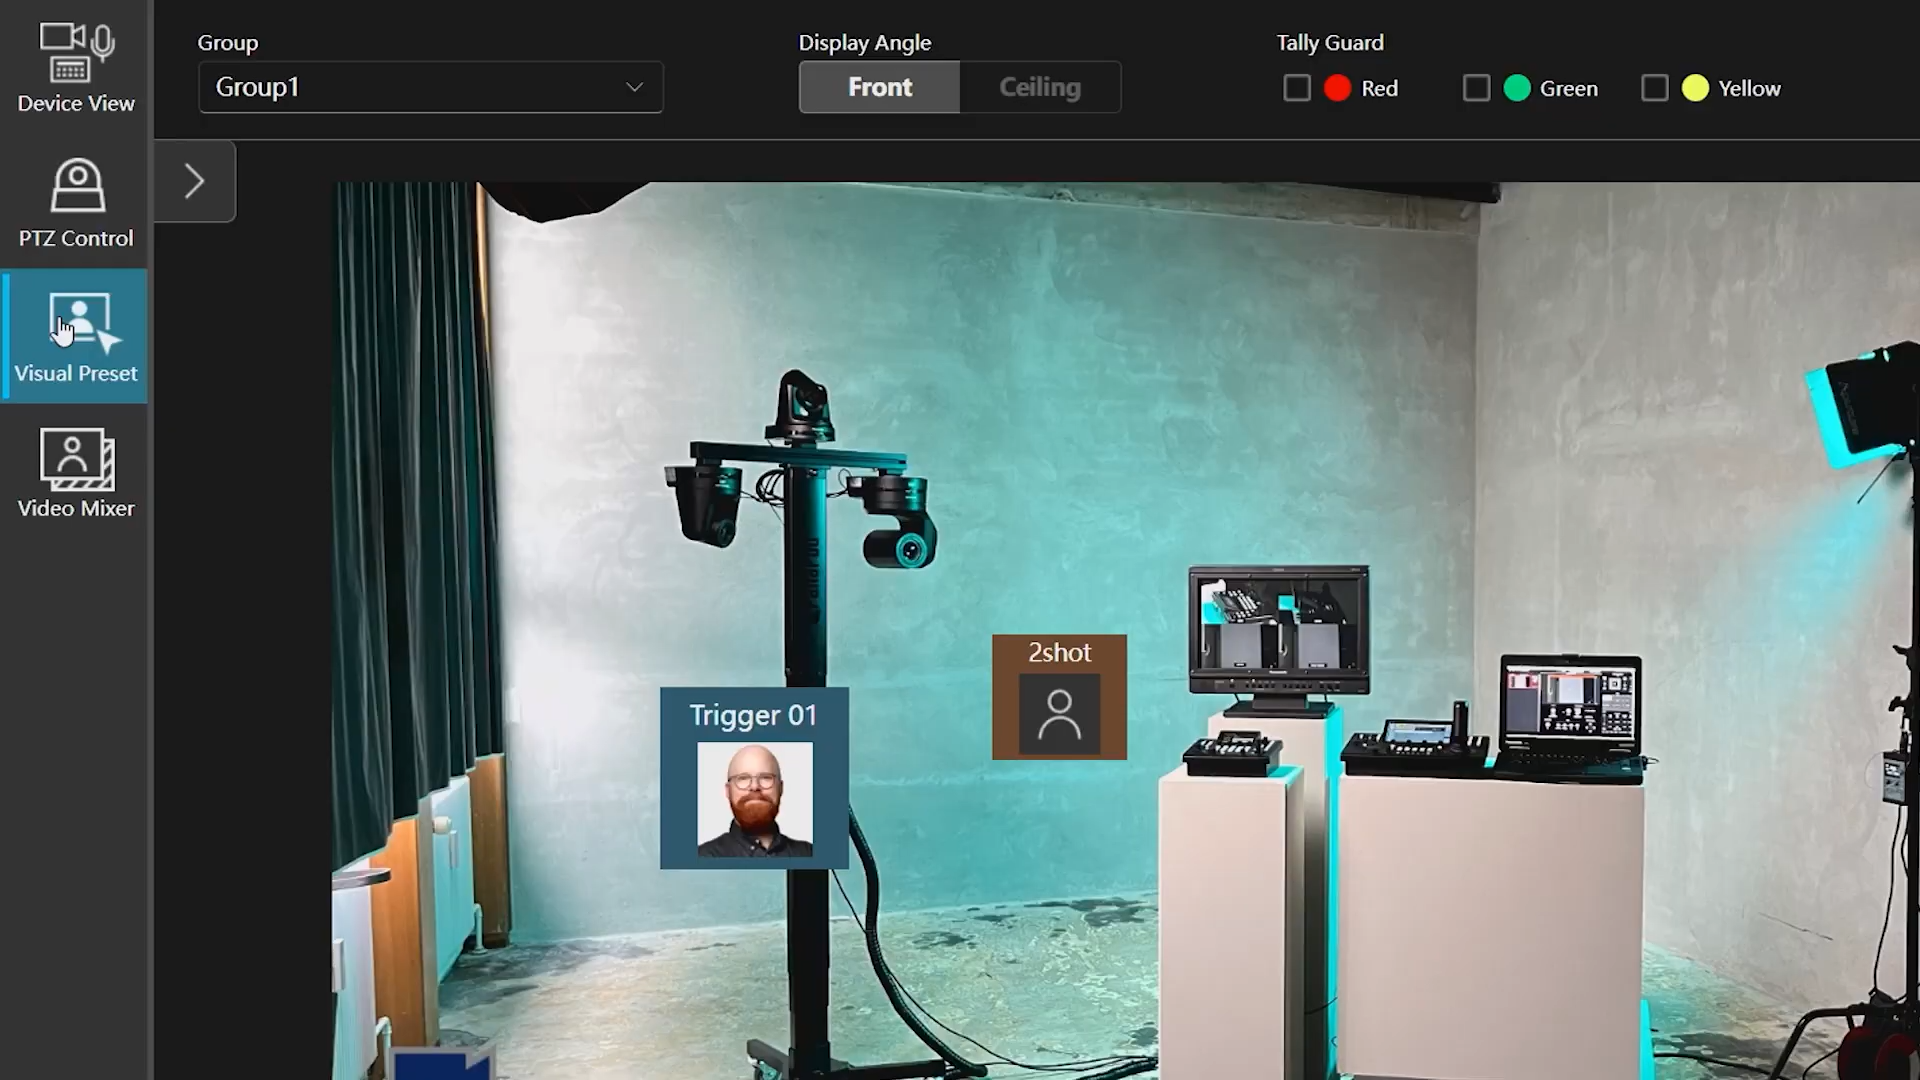 Device View
PTZ Control
Visual Preset
Video Mixer
Group
Group1
Display Angle
Front
Ceiling
Tally Guard
Red
Green
Yellow
2shot
Trigger 01